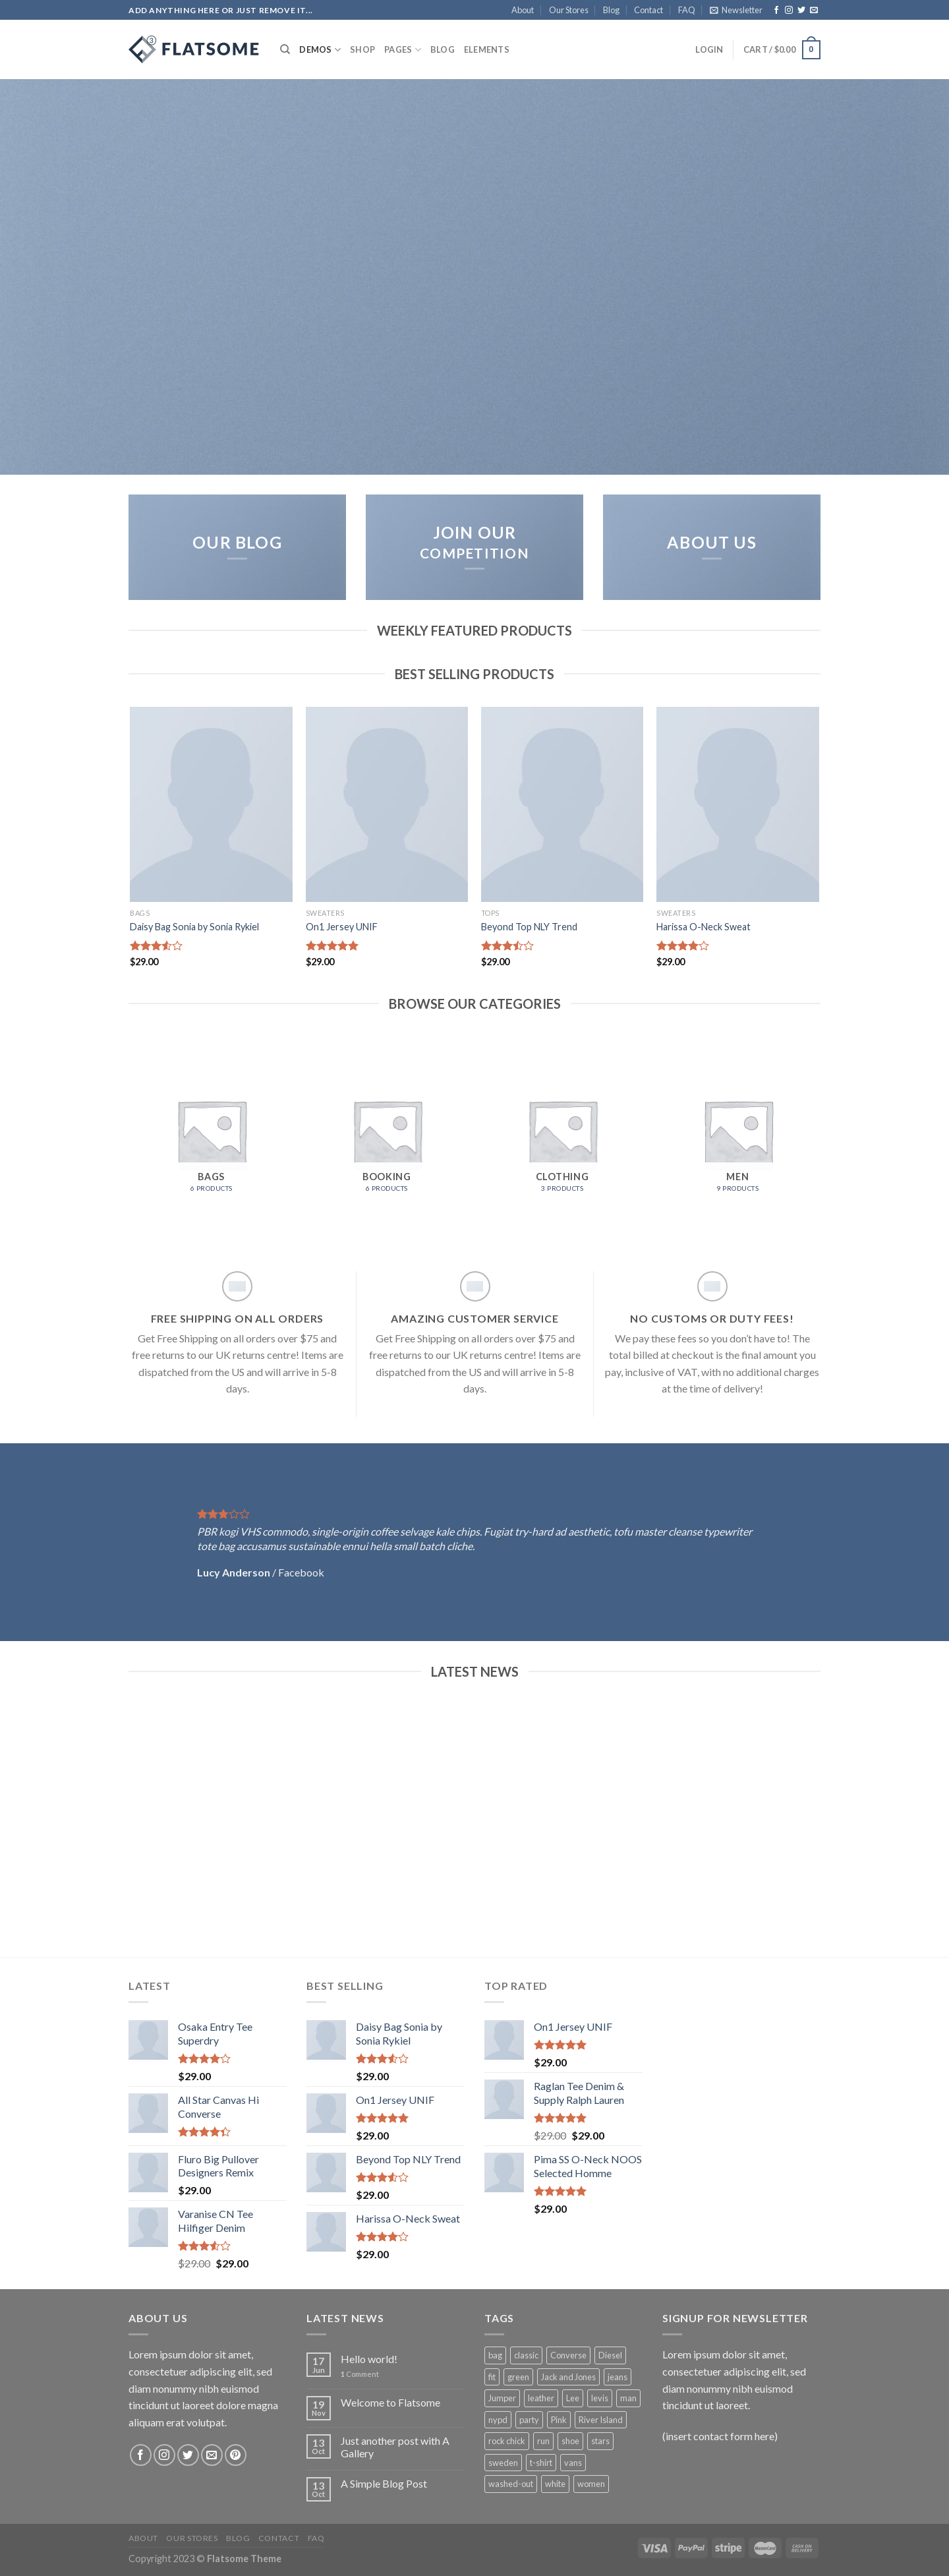 ADD ANYTHING HERE OR JUST REMOVE IT...
About Our Stores Blog Contact FAQ Newsletter
3 FLATSOME
DEMOS SHOP PAGES BLOG ELEMENTS
LOGIN CART / $0.00 0
OUR BLOG
JOIN OUR
COMPETITION
ABOUT US
WEEKLY FEATURED PRODUCTS
BEST SELLING PRODUCTS
BAGS
Daisy Bag Sonia by Sonia Rykiel
$29.00
SWEATERS
On1 Jersey UNIF
$29.00
TOPS
Beyond Top NLY Trend
$29.00
SWEATERS
Harissa O-Neck Sweat
$29.00
BROWSE OUR CATEGORIES
BAGS
6 PRODUCTS
BOOKING
6 PRODUCTS
CLOTHING
3 PRODUCTS
MEN
9 PRODUCTS
FREE SHIPPING ON ALL ORDERS
Get Free Shipping on all orders over $75 and
free returns to our UK returns centre! Items are
dispatched from the US and will arrive in 5-8
days.
AMAZING CUSTOMER SERVICE
Get Free Shipping on all orders over $75 and
free returns to our UK returns centre! Items are
dispatched from the US and will arrive in 5-8
days.
NO CUSTOMS OR DUTY FEES!
We pay these fees so you don't have to! The
total billed at checkout is the final amount you
pay, inclusive of VAT, with no additional charges
at the time of delivery!
PBR kogi VHS commodo, single-origin coffee selvage kale chips. Fugiat try-hard ad aesthetic, tofu master cleanse typewriter
tote bag accusamus sustainable ennui hella small batch cliche.
Lucy Anderson / Facebook
LATEST NEWS
LATEST
Osaka Entry Tee
Superdry
$29.00
All Star Canvas Hi
Converse
Fluro Big Pullover
Designers Remix
$29.00
Varanise CN Tee
Hilfiger Denim
$29.00 $29.00
BEST SELLING
Daisy Bag Sonia by
Sonia Rykiel
$29.00
On1 Jersey UNIF
$29.00
Beyond Top NLY Trend
$29.00
Harissa O-Neck Sweat
$29.00
TOP RATED
On1 Jersey UNIF
$29.00
Raglan Tee Denim &
Supply Ralph Lauren
$29.00 $29.00
Pima SS O-Neck NOOS
Selected Homme
$29.00
ABOUT US
Lorem ipsum dolor sit amet,
consectetuer adipiscing elit, sed
diam nonummy nibh euismod
tincidunt ut laoreet dolore magna
aliquam erat volutpat.
LATEST NEWS
17
Jun
Hello world!
1 Comment
19
Nov
Welcome to Flatsome
13
Oct
Just another post with A
Gallery
13
Oct
A Simple Blog Post
TAGS
bag classic Converse Diesel
fit green Jack and Jones jeans
Jumper leather Lee levis man
nypd party Pink River Island
rock chick run shoe stars
sweden t-shirt vans
washed-out white women
SIGNUP FOR NEWSLETTER
Lorem ipsum dolor sit amet,
consectetuer adipiscing elit, sed
diam nonummy nibh euismod
tincidunt ut laoreet.
(insert contact form here)
ABOUT OUR STORES BLOG CONTACT FAQ
Copyright 2023 © Flatsome Theme
VISA PayPal stripe MasterCard CASH ON DELIVERY